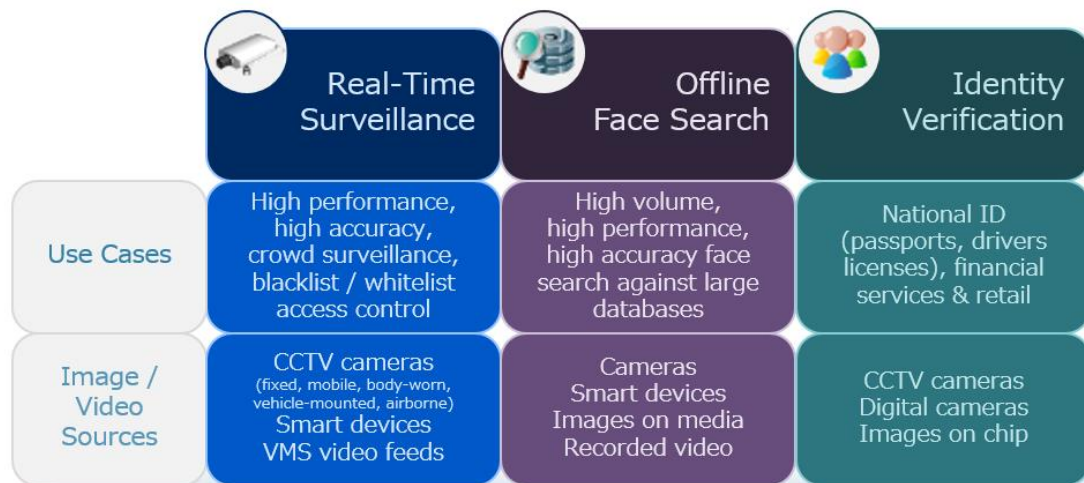 Real-Time
Surveillance
Offline
Face Search
Identity
Verification
Use Cases
High performance,
high accuracy,
crowd surveillance,
blacklist / whitelist
access control
High volume,
high performance,
high accuracy face
search against large
databases
National ID
(passports, drivers
licenses), financial
services & retail
Image /
Video
Sources
CCTV cameras
(fixed, mobile, body-worn,
vehicle-mounted, airborne)
Smart devices
VMS video feeds
Cameras
Smart devices
Images on media
Recorded video
CCTV cameras
Digital cameras
Images on chip